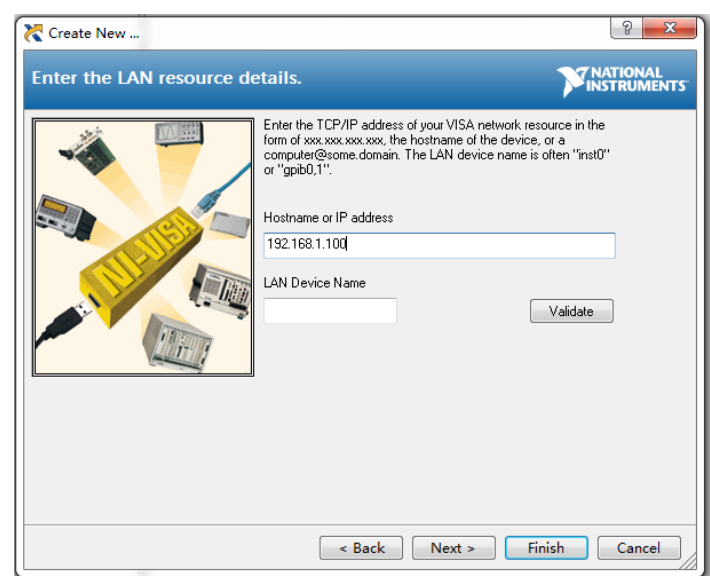 Create New ...
Enter the LAN resource details.
NATIONAL
INSTRUMENTS
Enter the TCP/IP address of your VISA network resource in the
form of xxx.xxx.xxx.xxx, the hostname of the device, or a
computer@some.domain. The LAN device name is often "inst0"
or "gpib0,1".
NI-VISA
Hostname or IP address
192.168.1.100
LAN Device Name
Validate
< Back
Next >
Finish
Cancel